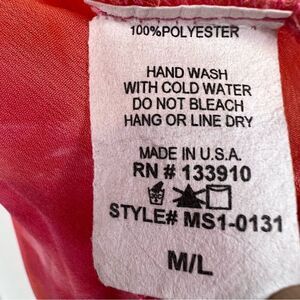 100%POLYESTER
HAND WASH
WITH COLD WATER
DO NOT BLEACH
HANG OR LINE DRY
MADE IN U.S.A.
RN # 133910
STYLE# MS1-0131
M/L